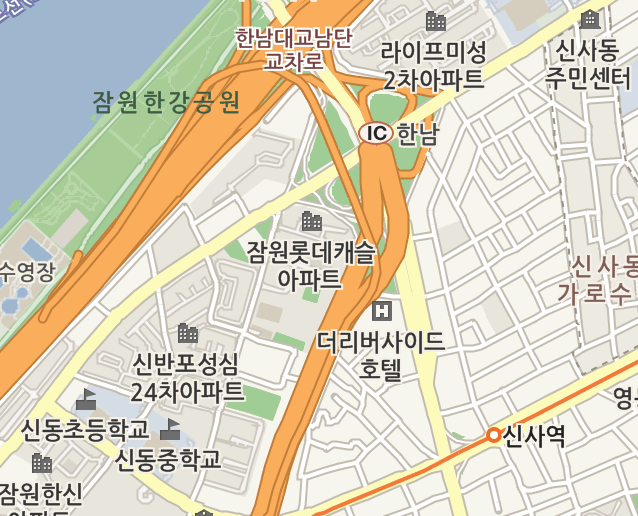 한남대교남단
교차로
라이프미성
2차아파트
신사동
주민센터
잠원한강공원
IC 한남
수영장
잠원롯데캐슬
아파트
신사동
가로수
H
더리버사이드
호텔
신반포성심
24차아파트
신동초등학교
신동중학교
신사역
잠원한신